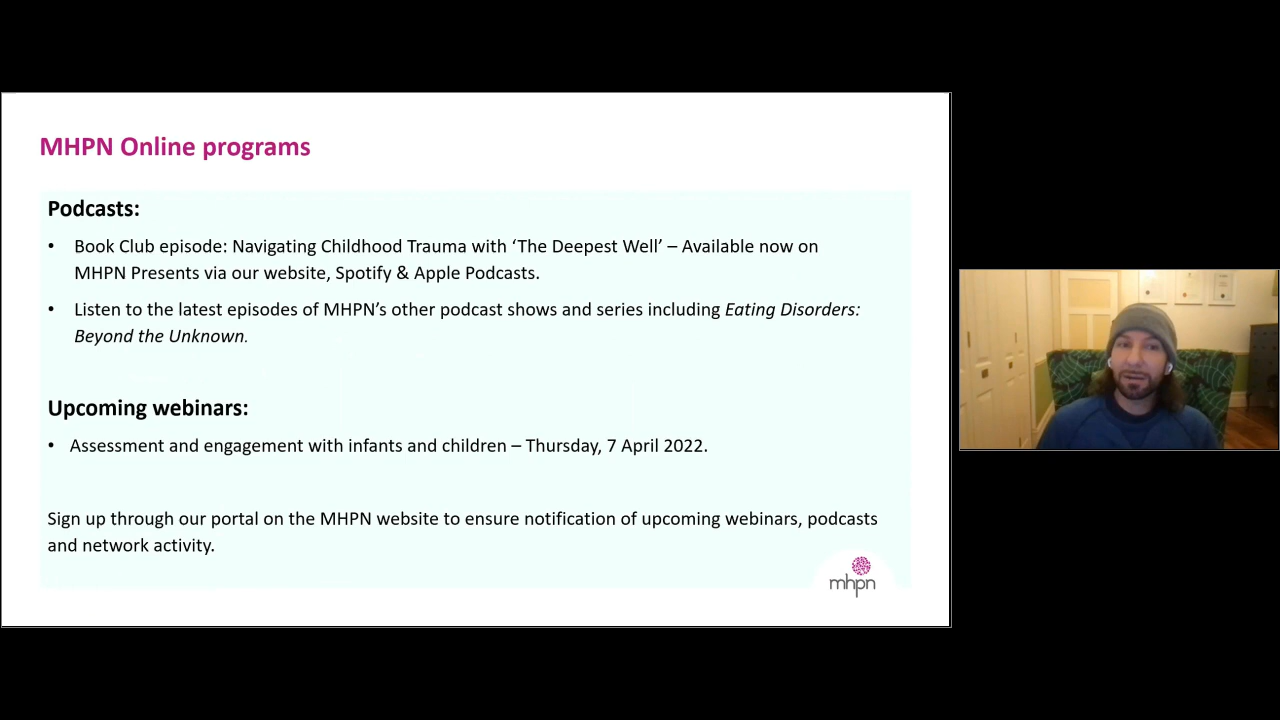 MHPN Online programs
Podcasts:
• Book Club episode: Navigating Childhood Trauma with ‘The Deepest Well’ – Available now on
MHPN Presents via our website, Spotify & Apple Podcasts.
• Listen to the latest episodes of MHPN’s other podcast shows and series including Eating Disorders:
Beyond the Unknown.
Upcoming webinars:
• Assessment and engagement with infants and children – Thursday, 7 April 2022.
Sign up through our portal on the MHPN website to ensure notification of upcoming webinars, podcasts
and network activity.
mhpn